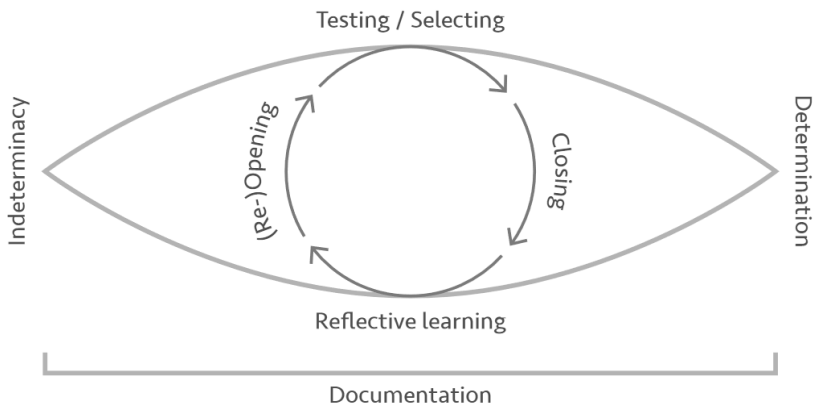 Testing / Selecting
Indeterminacy
(Re-)Opening
Closing
Determination
Reflective learning
Documentation